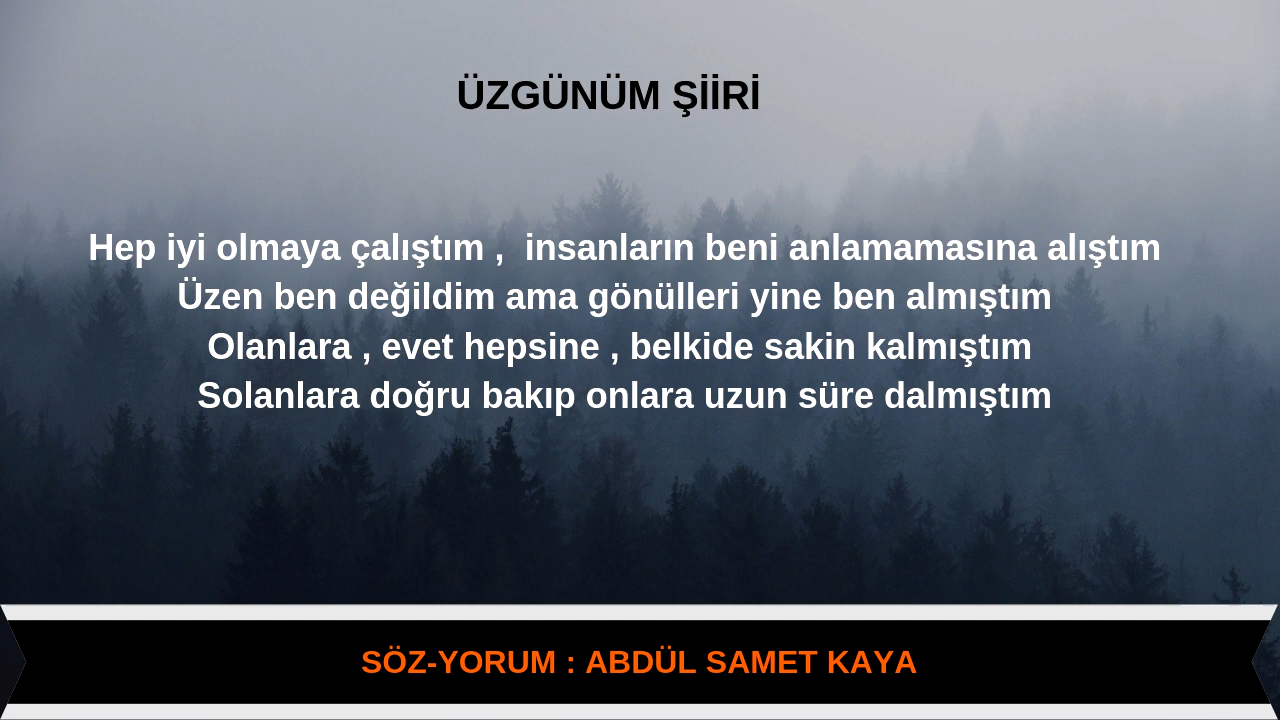 ÜZGÜNÜM ŞİİRİ
Hep iyi olmaya çalıştım ,  insanların beni anlamamasına alıştım
Üzen ben değildim ama gönülleri yine ben almıştım
Olanlara , evet hepsine , belkide sakin kalmıştım
Solanlara doğru bakıp onlara uzun süre dalmıştım
SÖZ-YORUM : ABDÜL SAMET KAYA